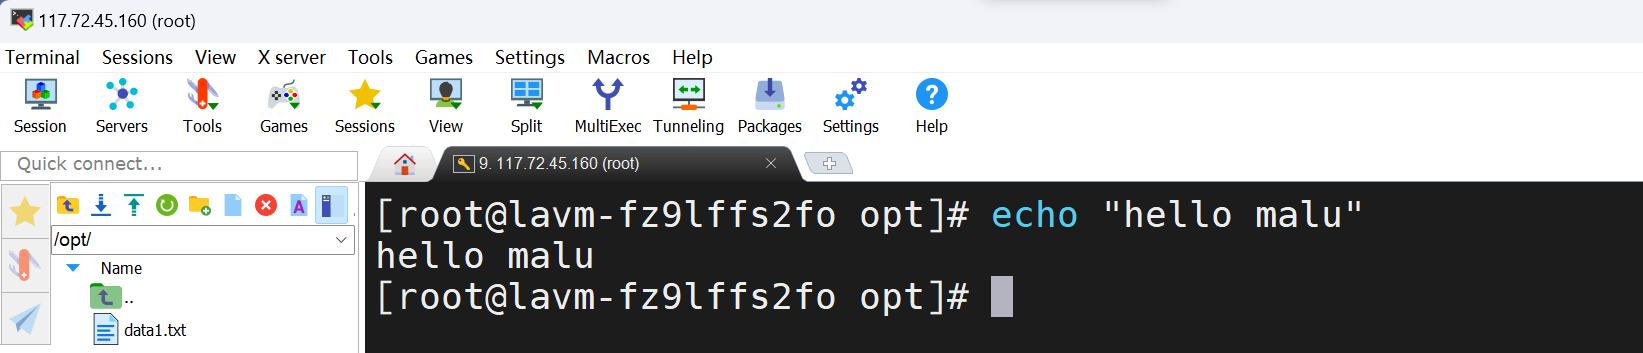 117.72.45.160 (root)
Terminal Sessions View X server Tools Games Settings Macros Help
Session Servers Tools Games Sessions View Split MultiExec Tunneling Packages Settings Help
Quick connect...
9. 117.72.45.160 (root)
/opt/
Name
..
data1.txt
[root@lavm-fz9lffs2fo opt]# echo "hello malu"
hello malu
[root@lavm-fz9lffs2fo opt]#